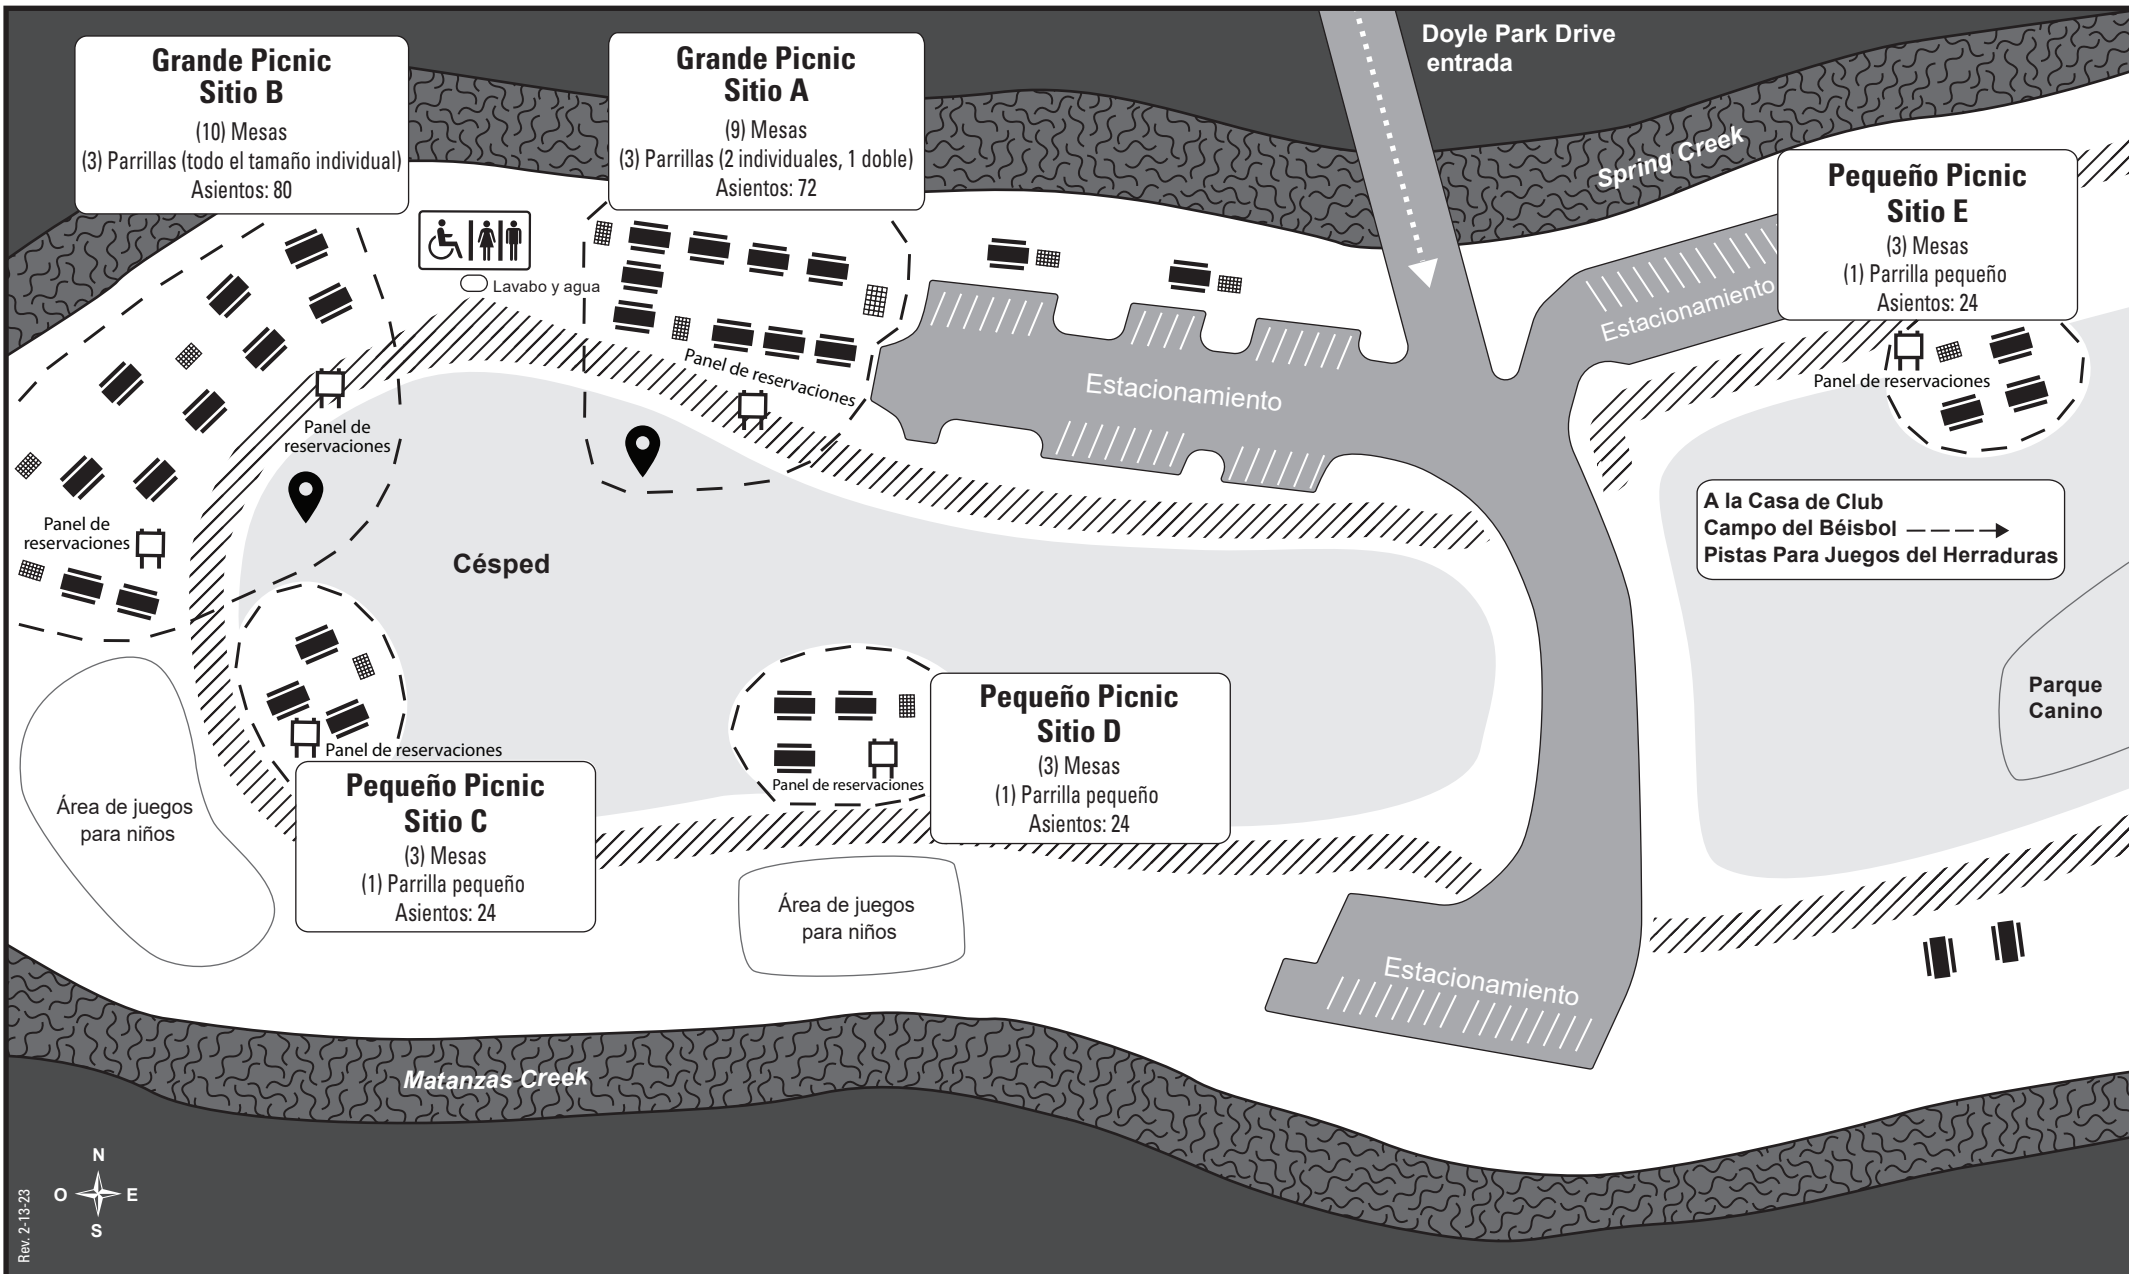 Doyle Park Drive
entrada
Grande Picnic
Sitio B
(10) Mesas
(3) Parrillas (todo el tamaño individual)
Asientos: 80
Grande Picnic
Sitio A
(9) Mesas
(3) Parrillas (2 individuales, 1 doble)
Asientos: 72
Spring Creek
Pequeño Picnic
Sitio E
(3) Mesas
(1) Parrilla pequeño
Asientos: 24
Lavabo y agua
Estacionamiento
Panel de reservaciones
Estacionamiento
Panel de reservaciones
Panel de
reservaciones
Panel de
reservaciones
A la Casa de Club
Campo del Béisbol
Pistas Para Juegos del Herraduras
Césped
Parque
Canino
Panel de reservaciones
Pequeño Picnic
Sitio C
(3) Mesas
(1) Parrilla pequeño
Asientos: 24
Panel de reservaciones
Pequeño Picnic
Sitio D
(3) Mesas
(1) Parrilla pequeño
Asientos: 24
Área de juegos
para niños
Área de juegos
para niños
Estacionamiento
Matanzas Creek
N
O
E
S
Rev. 2-13-23